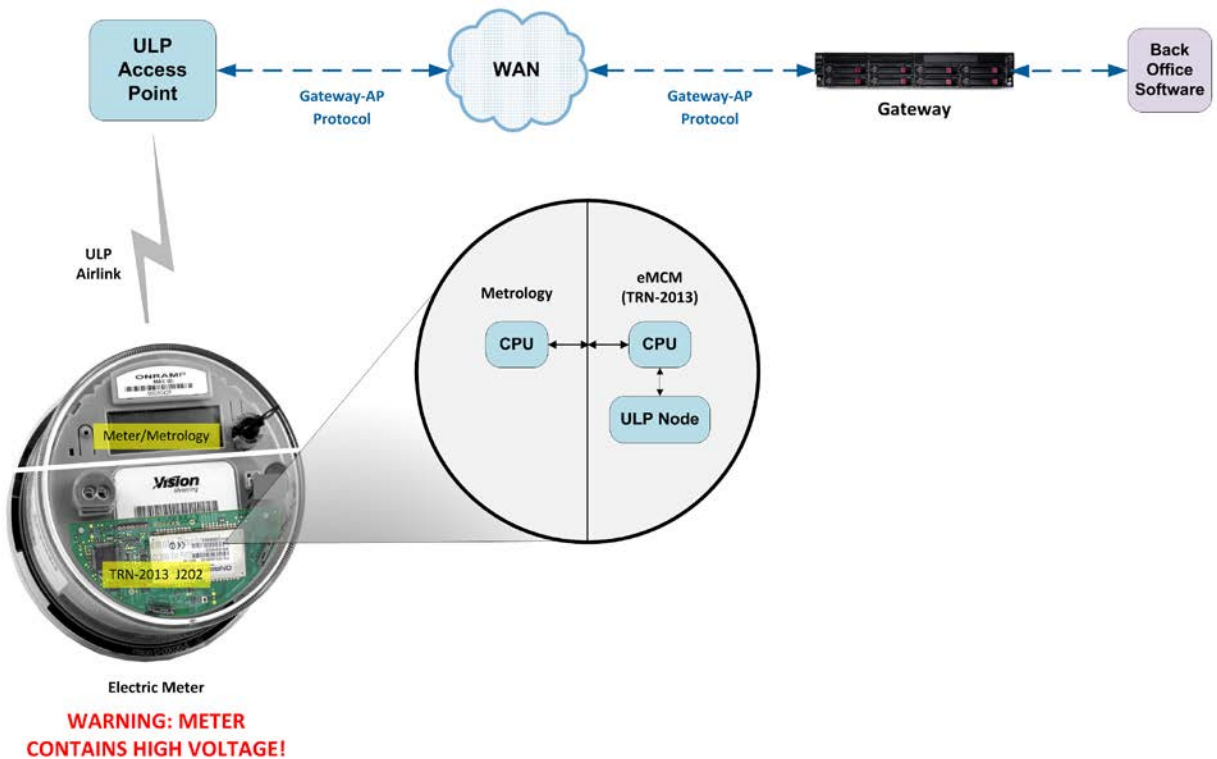 ULP
Access
Point
WAN
Gateway-AP
Protocol
Gateway-AP
Protocol
Gateway
Back
Office
Software
ULP
Airlink
Metrology
eMCM
(TRN-2013)
CPU
CPU
ULP Node
ONRAMP
Meter/Metrology
Vision
TRN-2013 J202
Electric Meter
WARNING: METER
CONTAINS HIGH VOLTAGE!